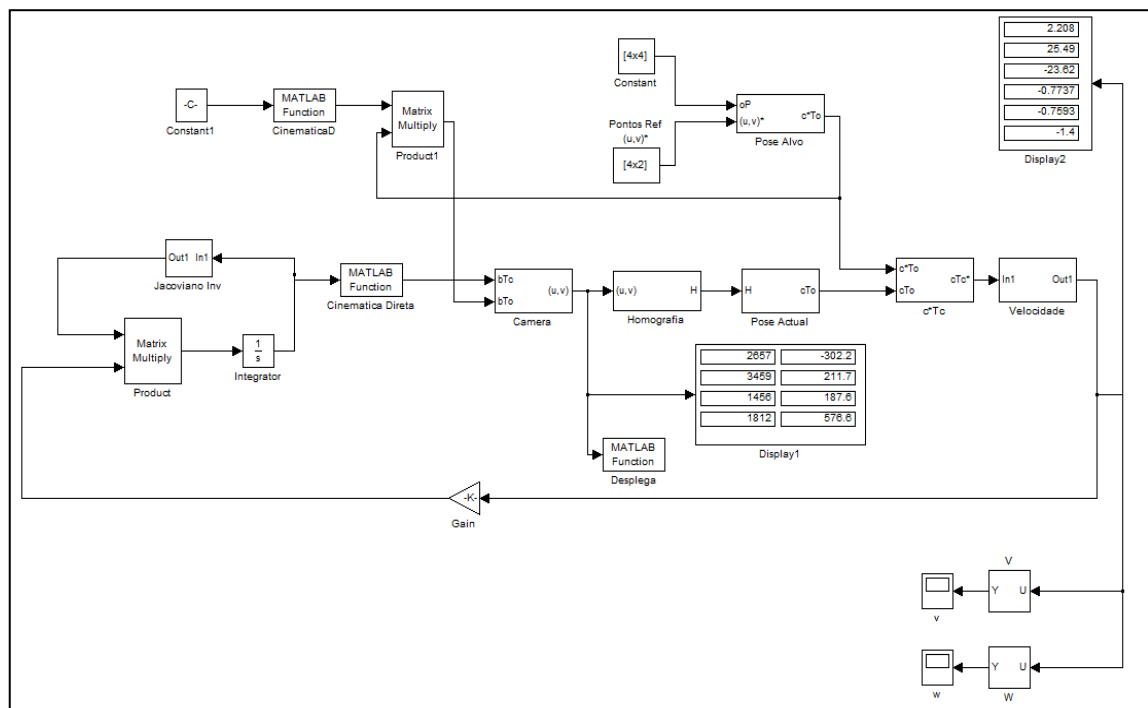 2.208
25.49
-23.62
-0.7737
-0.7593
-1.4
Display2
[4x4]
Constant
-C-
Constant1
MATLAB
Function
CinematicaD
Matrix
Multiply
Product1
Pontos Ref
(u,v)*
[4x2]
oP
(u,v)*
c*To
Pose Alvo
Out1 In1
Jacoviano Inv
MATLAB
Function
Cinematica Direta
bTc
bTo
(u,v)
Camera
(u,v)
H
Homografia
H
cTo
Pose Actual
c*To
cTo
cTc*
c*Tc
In1
Out1
Velocidade
Matrix
Multiply
Product
1
s
Integrator
2657 -302.2
3459 211.7
1456 187.6
1812 576.6
Display1
MATLAB
Function
Desplega
-K-
Gain
V
Y U
v
Y U
w
W